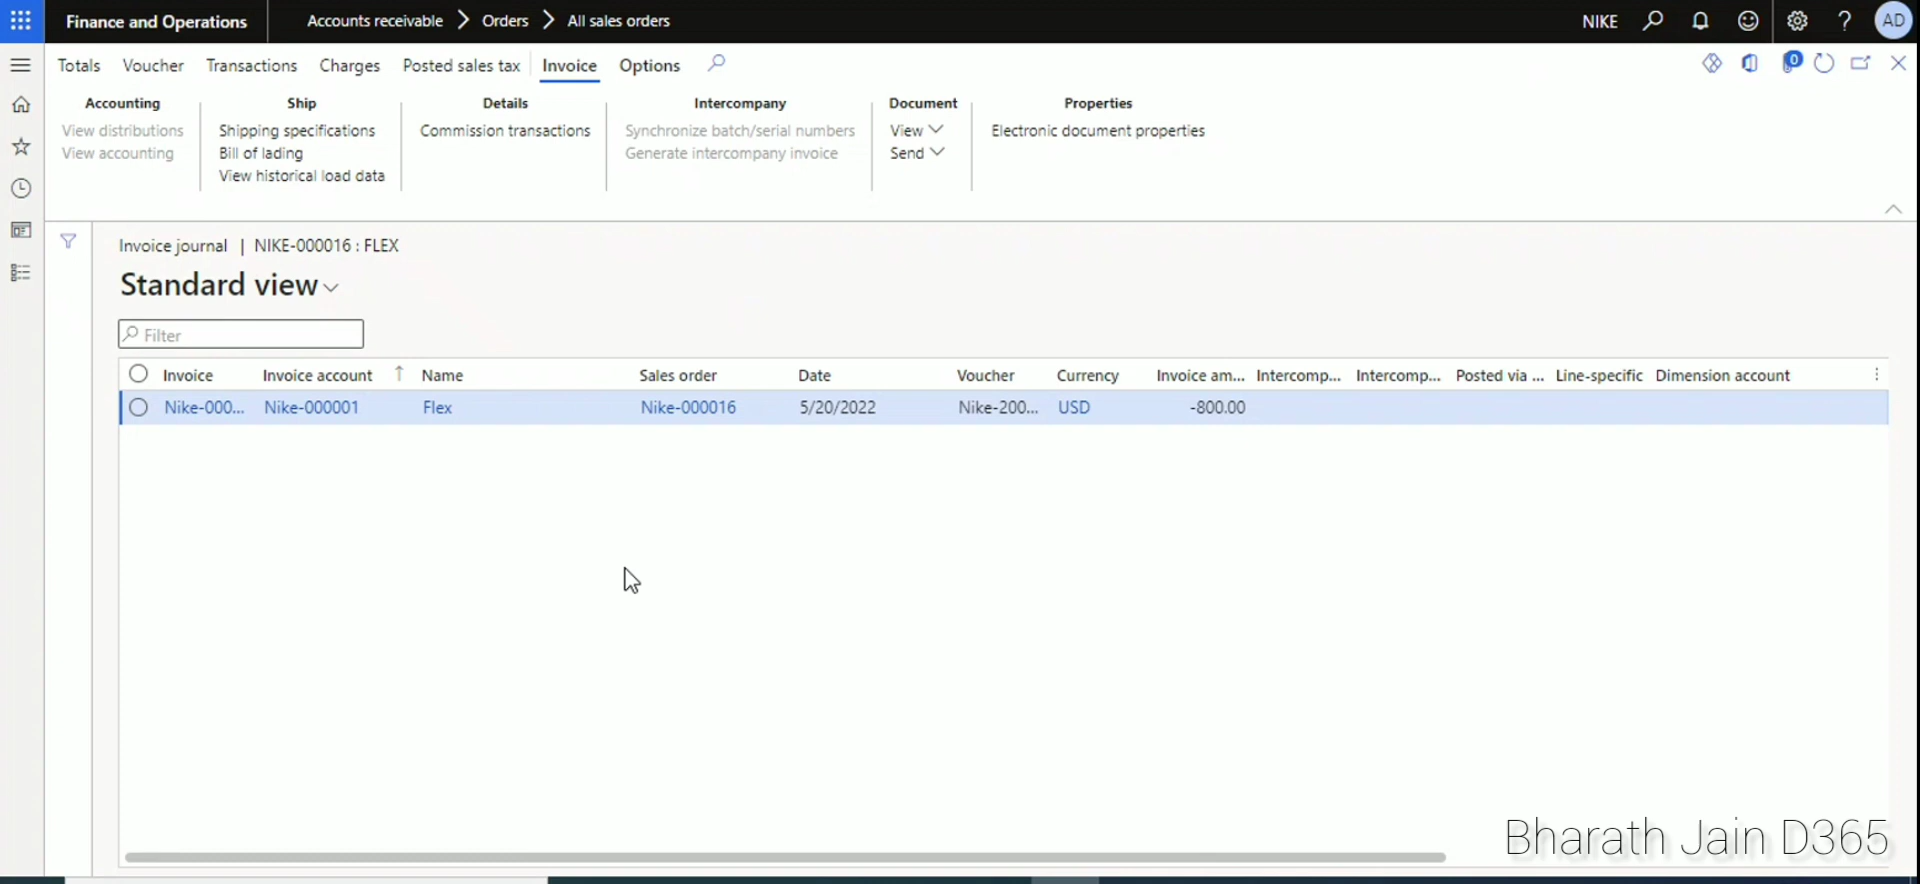 Finance and Operations
Accounts receivable > Orders > All sales orders
NIKE
?
AD
Totals Voucher Transactions Charges Posted sales tax Invoice Options
0
Accounting
View distributions
View accounting
Ship
Shipping specifications
Bill of lading
View historical load data
Details
Commission transactions
Intercompany
Synchronize batch/serial numbers
Generate intercompany invoice
Document
View
Send
Properties
Electronic document properties
Invoice journal | NIKE-000016 : FLEX
Standard view
Filter
Invoice Invoice account ↑ Name Sales order Date Voucher Currency Invoice am... Intercomp... Intercomp... Posted via ... Line-specific Dimension account
Nike-000... Nike-000001 Flex Nike-000016 5/20/2022 Nike-200... USD -800.00
Bharath Jain D365